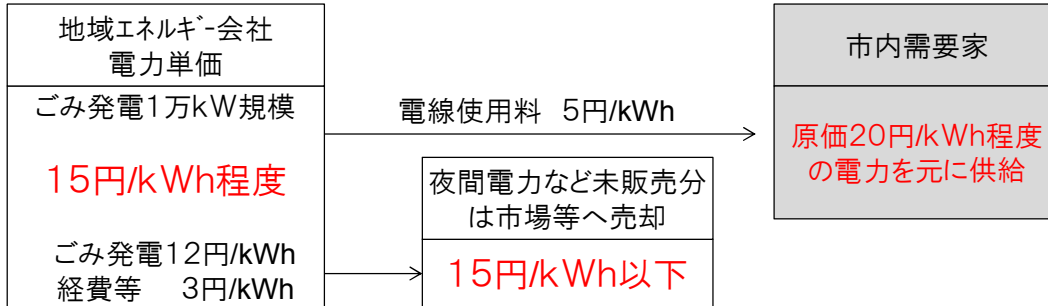 地域エネルギｰ会社
電力単価
ごみ発電1万kW規模
15円/kWh程度
ごみ発電12円/kWh
経費等 3円/kWh
電線使用料 5円/kWh
夜間電力など未販売分
は市場等へ売却
15円/kWh以下
市内需要家
原価20円/kWh程度
の電力を元に供給